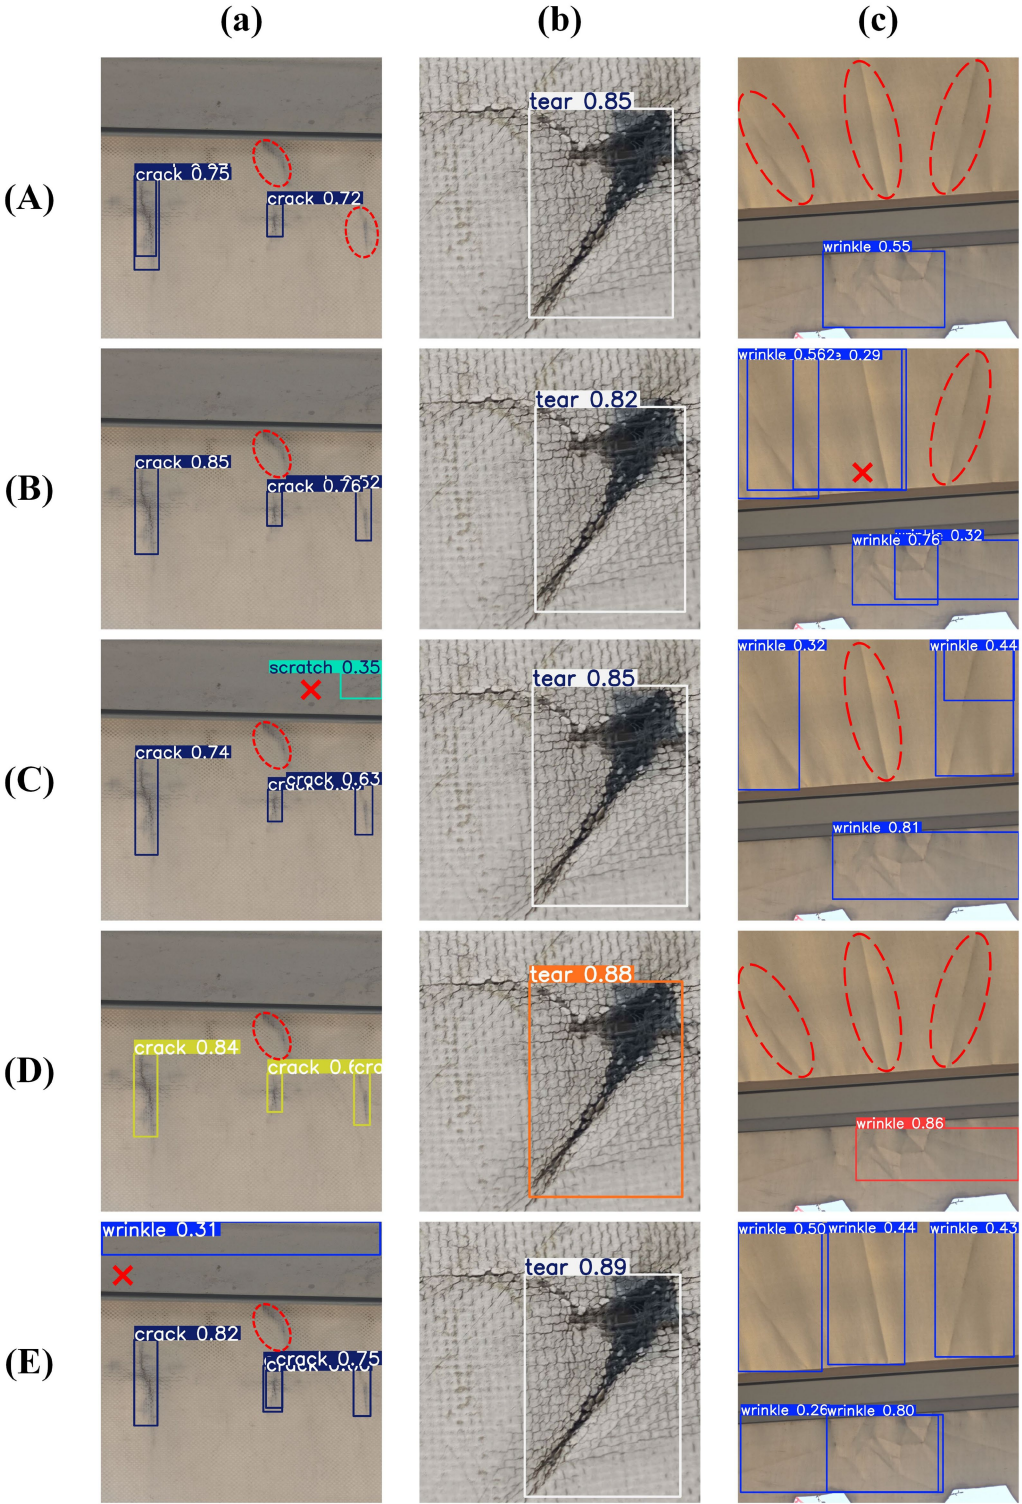 (a) (b) (c)
(A)
crack 0.75
crack 0.72
tear 0.85
wrinkle 0.55
(B)
crack 0.85
crack 0.76
tear 0.82
wrinkle 0.562 0.29
wrinkle 0.76 0.32
(C)
scratch 0.35
crack 0.74
crack 0.63
tear 0.85
wrinkle 0.32
wrinkle 0.44
wrinkle 0.81
(D)
crack 0.84
crack 0.
tear 0.88
wrinkle 0.86
(E)
wrinkle 0.31
crack 0.82
crack 0.75
tear 0.89
wrinkle 0.50 wrinkle 0.44 wrinkle 0.43
wrinkle 0.26 wrinkle 0.80